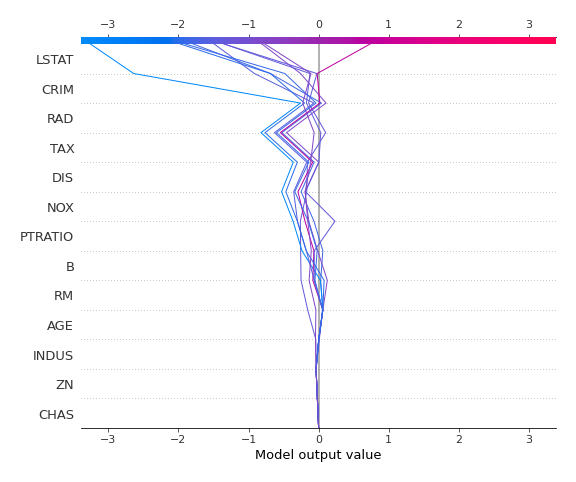 −3 −2 −1 0 1 2 3
LSTAT
CRIM
RAD
TAX
DIS
NOX
PTRATIO
B
RM
AGE
INDUS
ZN
CHAS
−3 −2 −1 0 1 2 3
Model output value